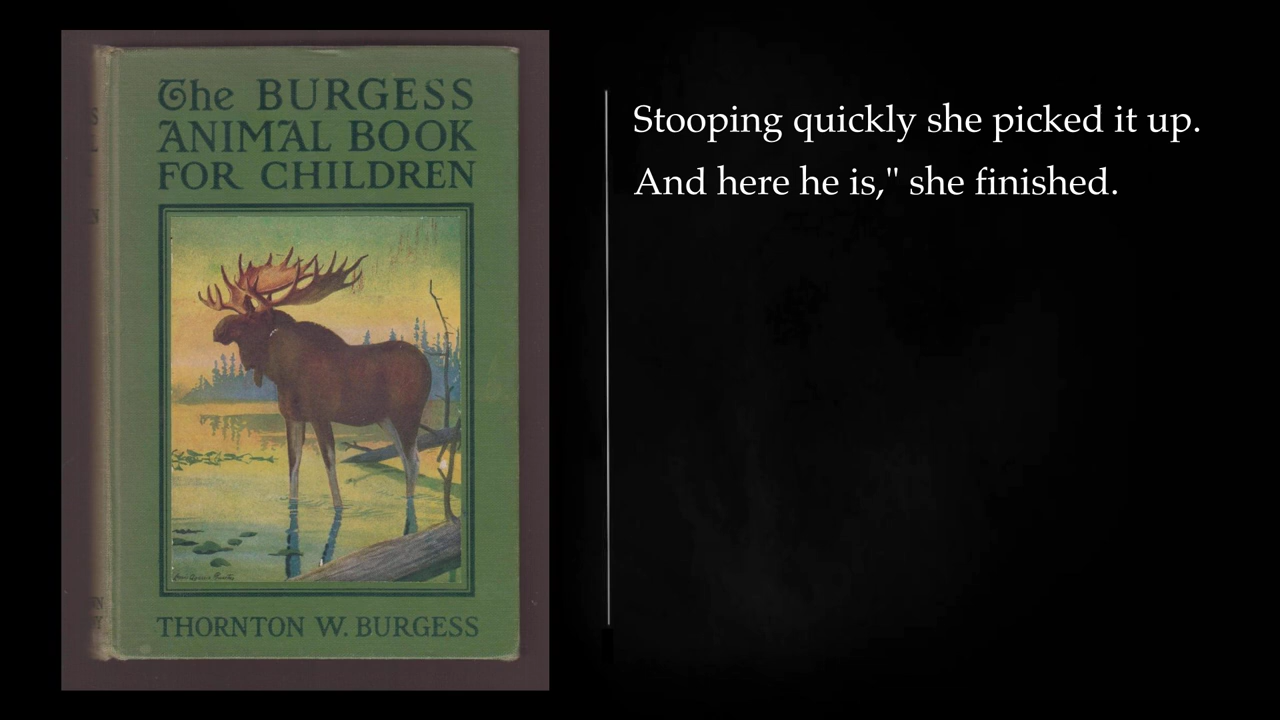 The BURGESS
ANIMAL BOOK
FOR CHILDREN
THORNTON W. BURGESS
Stooping quickly she picked it up.
And here he is," she finished.